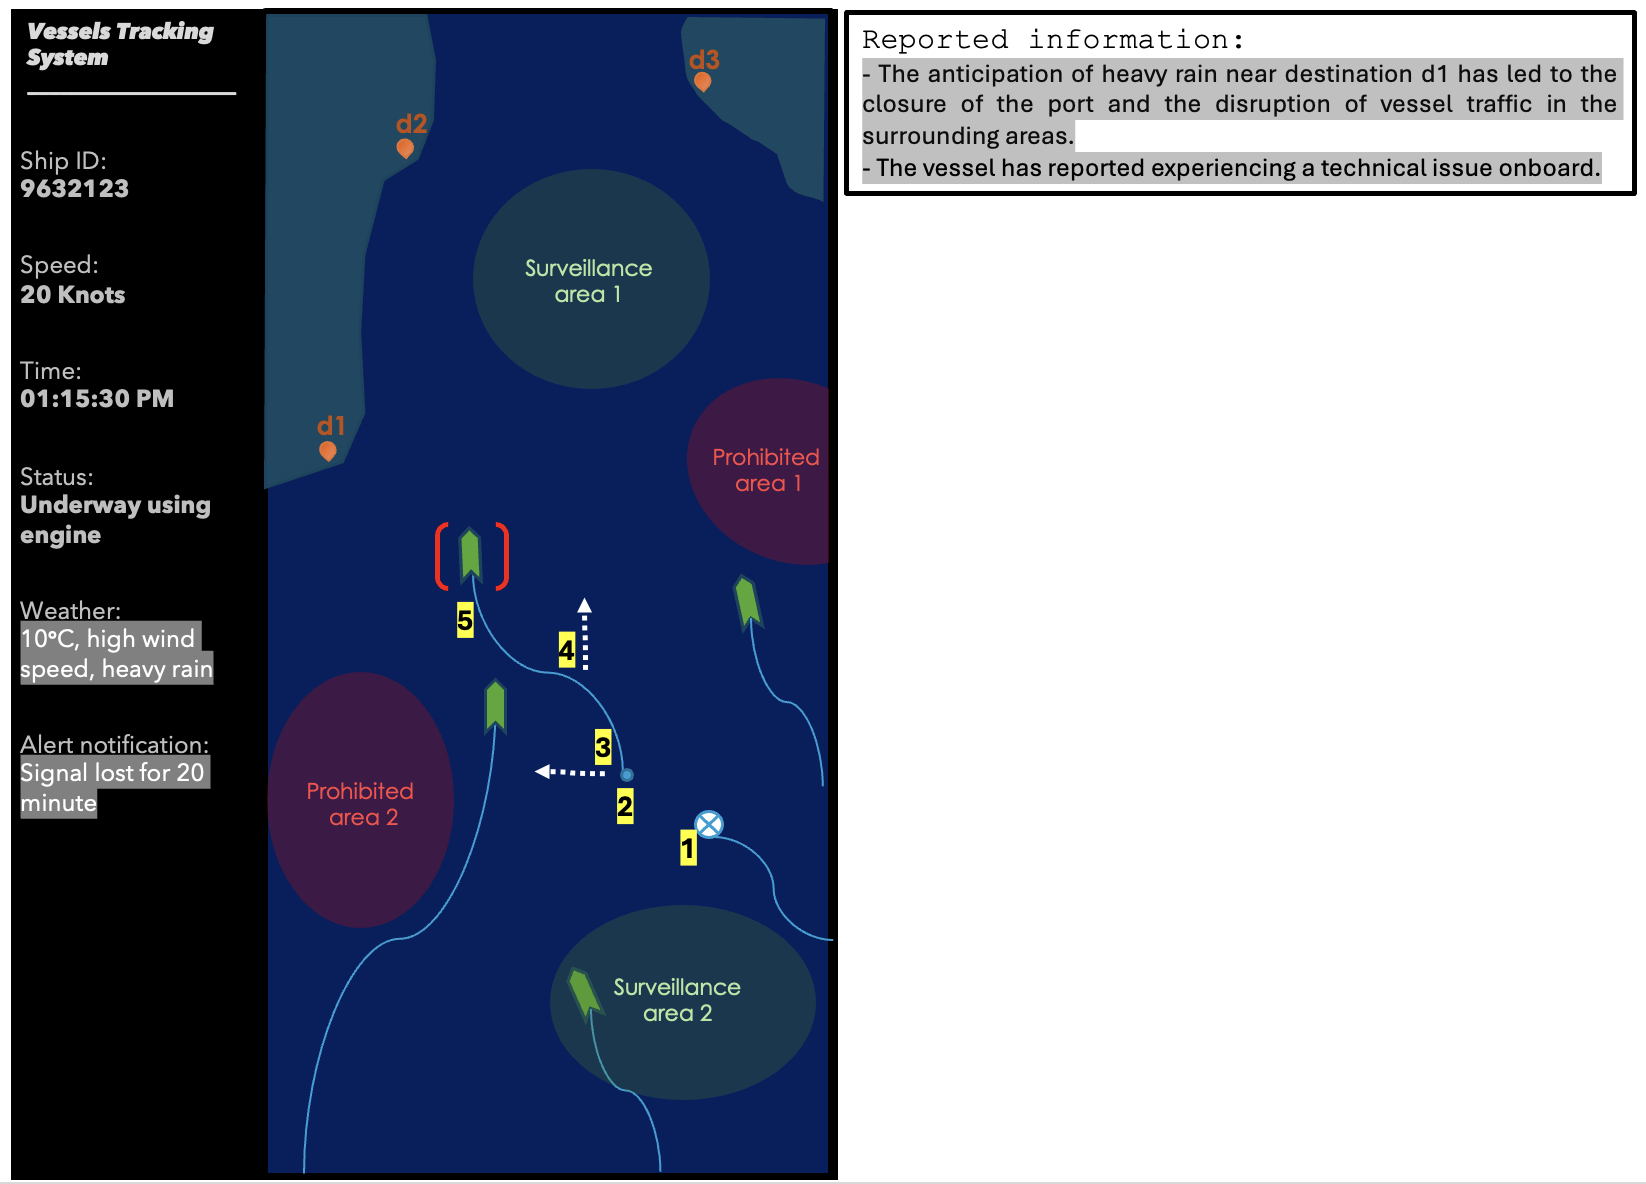 Vessels Tracking
System
Ship ID:
9632123
Speed:
20 Knots
Time:
01:15:30 PM
Status:
Underway using
engine
Weather:
10°C, high wind
speed, heavy rain
Alert notification:
Signal lost for 20
minute
d3
d2
Surveillance
area 1
d1
Prohibited
area 1
5
4
3
Prohibited
area 2
2
1
Surveillance
area 2
Reported information:
- The anticipation of heavy rain near destination d1 has led to the
closure of the port and the disruption of vessel traffic in the
surrounding areas.
- The vessel has reported experiencing a technical issue onboard.